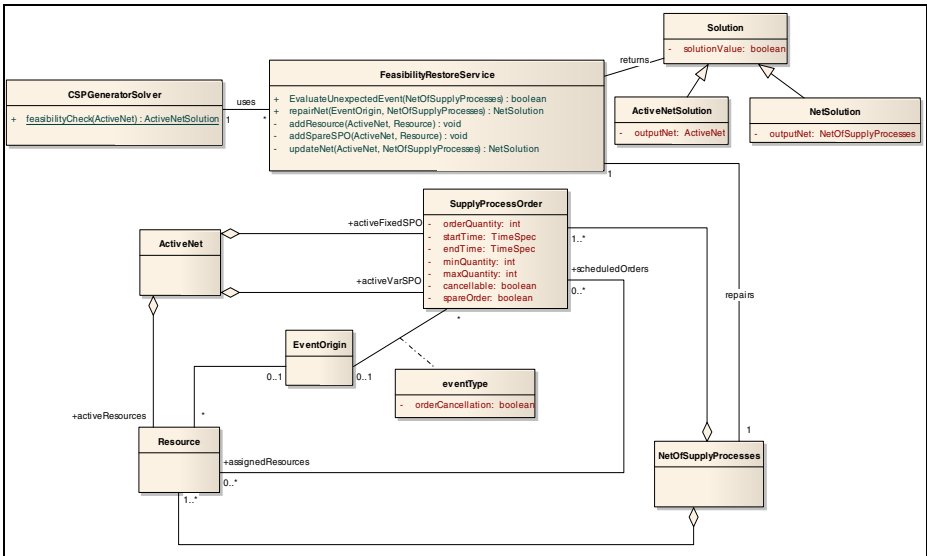 Solution
- solutionValue: boolean
returns
FeasibilityRestoreService
+ EvaluateUnexpectedEvent(NetOfSupplyProcesses) : boolean
+ repairNet(EventOrigin, NetOfSupplyProcesses) : NetSolution
- addResource(ActiveNet, Resource) : void
- addSpareSPO(ActiveNet, Resource) : void
- updateNet(ActiveNet, NetOfSupplyProcesses) : NetSolution
CSPGeneratorSolver
+ feasibilityCheck(ActiveNet) : ActiveNetSolution
uses
1
*
ActiveNetSolution
- outputNet: ActiveNet
NetSolution
- outputNet: NetOfSupplyProcesses
1
SupplyProcessOrder
- orderQuantity: int
- startTime: TimeSpec
- endTime: TimeSpec
- minQuantity: int
- maxQuantity: int
- cancellable: boolean
- spareOrder: boolean
+activeFixedSPO
ActiveNet
+activeVarSPO
1..*
+scheduledOrders
0..*
repairs
*
EventOrigin
0..1
0..1
eventType
- orderCancellation: boolean
+activeResources
*
Resource
+assignedResources
0..*
1..*
1
NetOfSupplyProcesses